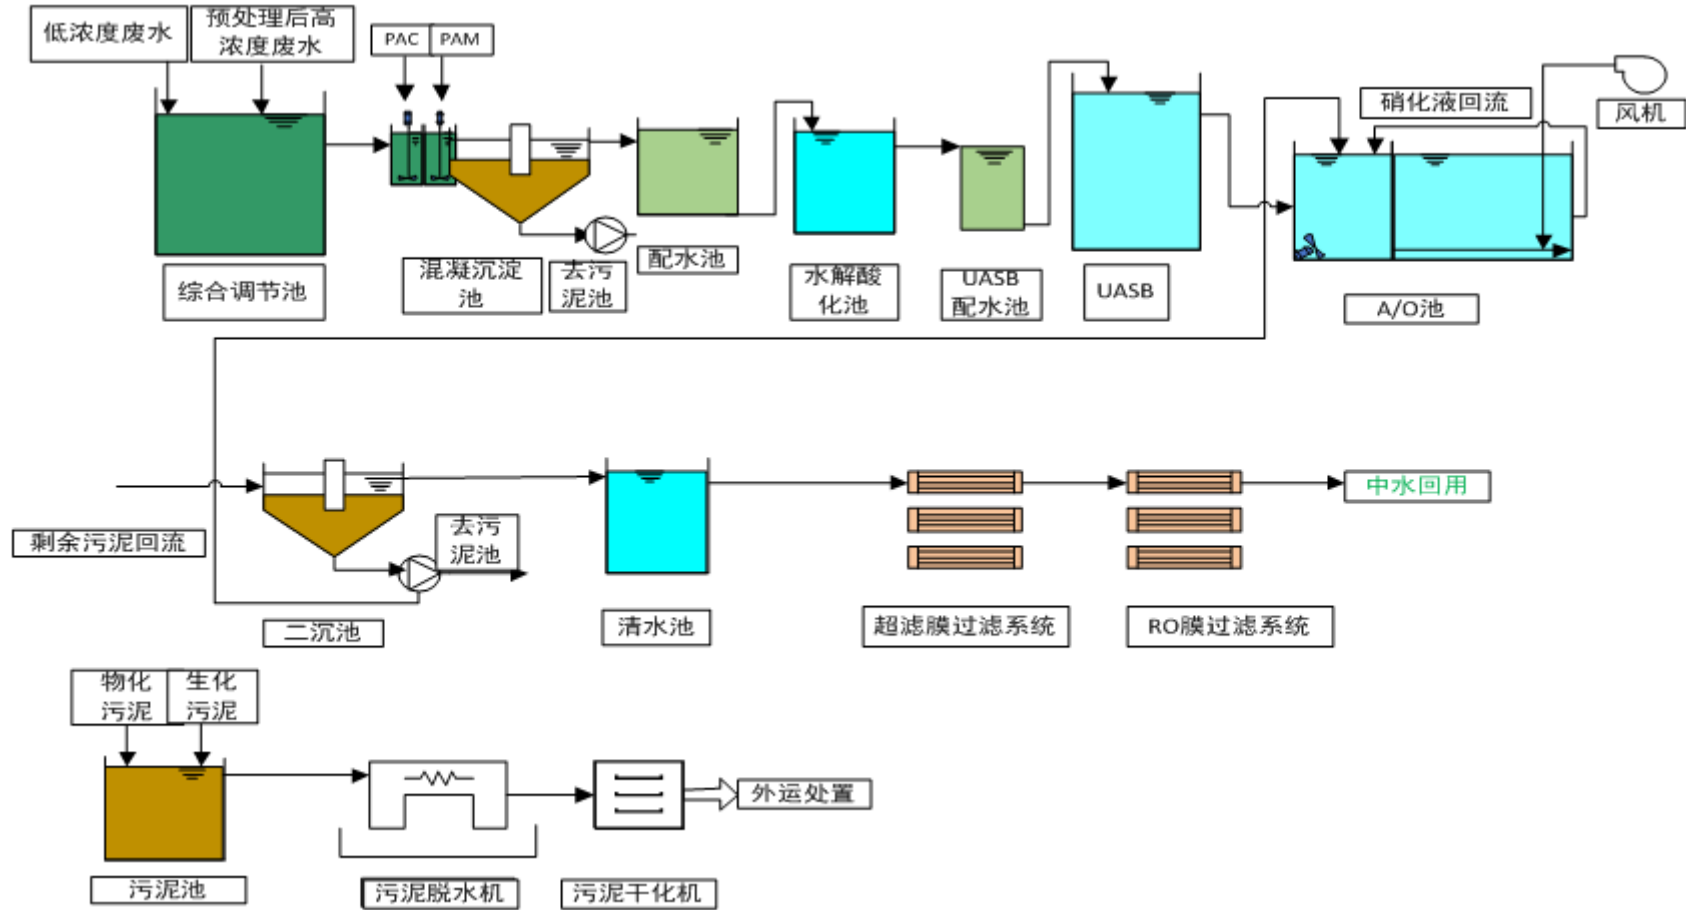 低浓度废水
预处理后高
浓度废水
PAC
PAM
硝化液回流
风机
综合调节池
混凝沉淀
池
去污
泥池
配水池
水解酸
化池
UASB
配水池
UASB
A/O池
剩余污泥回流
去污
泥池
中水回用
二沉池
清水池
超滤膜过滤系统
RO膜过滤系统
物化
污泥
生化
污泥
外运处置
污泥池
污泥脱水机
污泥干化机